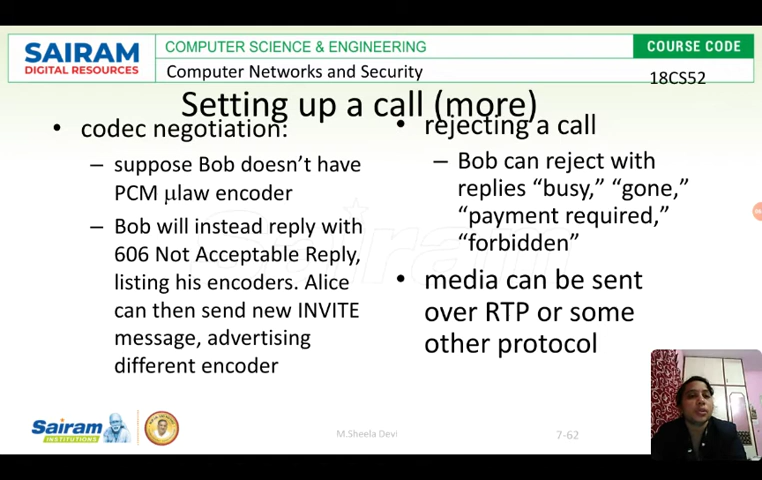 SAIRAM
DIGITAL RESOURCES
COMPUTER SCIENCE & ENGINEERING
COURSE CODE
Computer Networks and Security
18CS52
Setting up a call (more)
• codec negotiation:
– suppose Bob doesn't have
PCM μlaw encoder
– Bob will instead reply with
606 Not Acceptable Reply,
listing his encoders. Alice
can then send new INVITE
message, advertising
different encoder
• rejecting a call
– Bob can reject with
replies "busy," "gone,"
"payment required,"
"forbidden"
• media can be sent
over RTP or some
other protocol
Sairam
Sairam
INSTITUTIONS
M.Sheela Devi
7-62